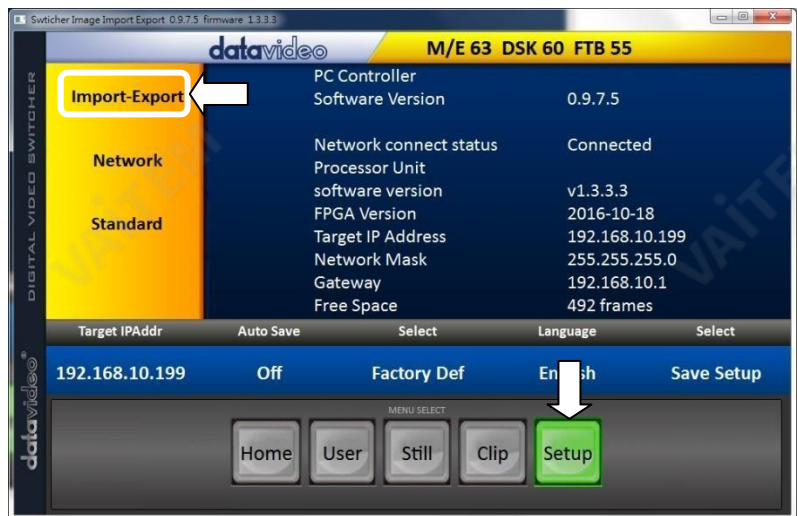 Swticher Image Import Export 0.9.7.5 firmware 1.3.3.3
datavideo M/E 63 DSK 60 FTB 55
DIGITAL VIDEO SWITCHER
datavideo
Import-Export
Network
Standard
PC Controller
Software Version 0.9.7.5
Network connect status Connected
Processor Unit
software version v1.3.3.3
FPGA Version 2016-10-18
Target IP Address 192.168.10.199
Network Mask 255.255.255.0
Gateway 192.168.10.1
Free Space 492 frames
Target IPAddr Auto Save Select Language Select
192.168.10.199 Off Factory Def Save Setup
MENU SELECT
Home User Still Clip Setup
VAITEM
VAITEM